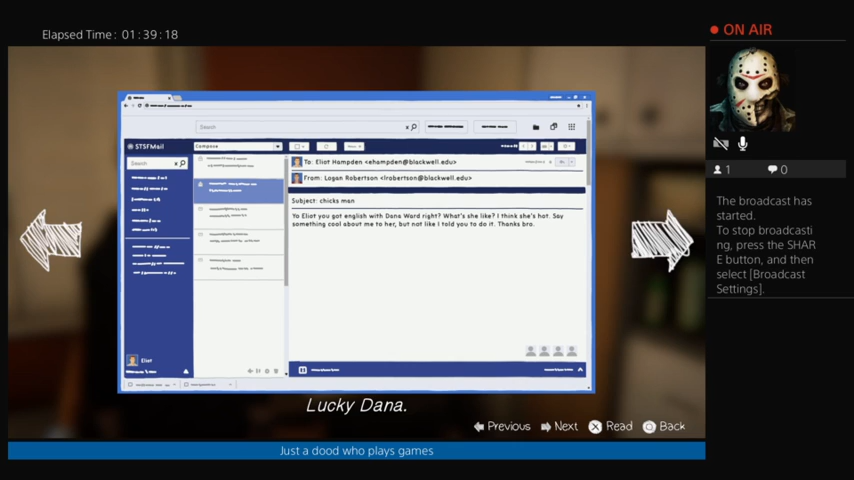 Elapsed Time : 01:39:18
ON AIR
1
0
The broadcast has
started.
To stop broadcasti
ng, press the SHAR
E button, and then
select [Broadcast
Settings].
Search
x
STSFMail
Compose
Search
x
To: Eliot Hampden <ehampden@blackwell.edu>
From: Logan Robertson <lrobertson@blackwell.edu>
Subject: chicks man
Yo Eliot you got english with Dana Ward right? What's she like? I think she's hot. Say
something cool about me to her, but not like I told you to do it. Thanks bro.
Eliot
Lucky Dana.
Previous
Next
Read
Back
Just a dood who plays games